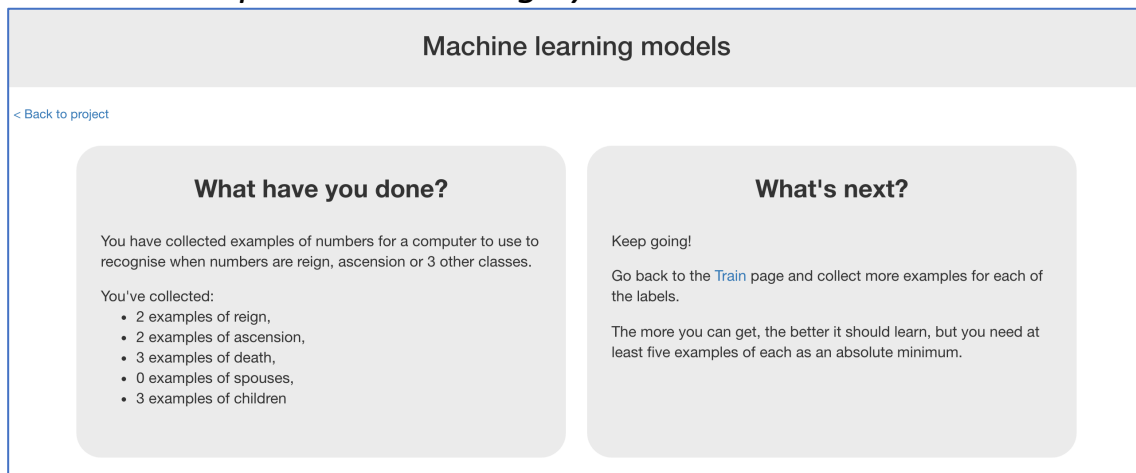 Machine learning models
< Back to project
What have you done?
You have collected examples of numbers for a computer to use to
recognise when numbers are reign, ascension or 3 other classes.
You've collected:
• 2 examples of reign,
• 2 examples of ascension,
• 3 examples of death,
• 0 examples of spouses,
• 3 examples of children
What's next?
Keep going!
Go back to the Train page and collect more examples for each of
the labels.
The more you can get, the better it should learn, but you need at
least five examples of each as an absolute minimum.